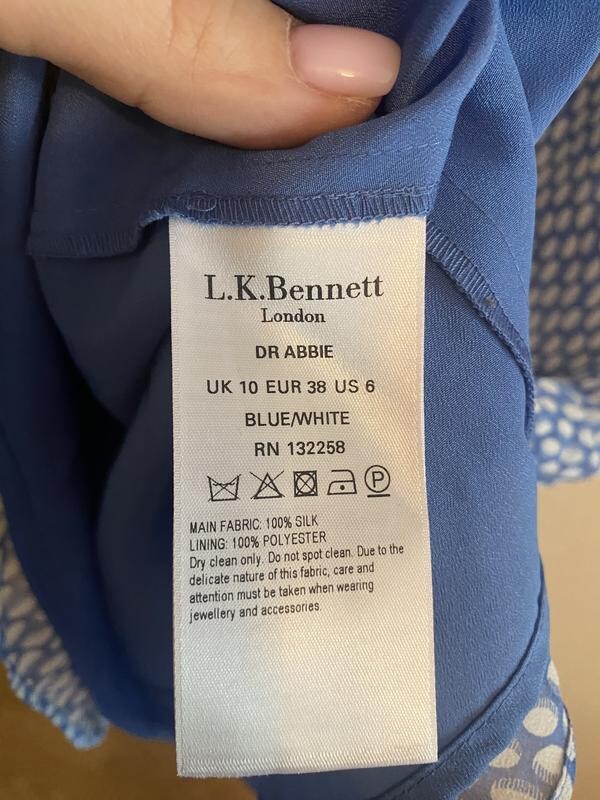 L.K.Bennett
London
DR ABBIE
UK 10 EUR 38 US 6
BLUE/WHITE
RN 132258
P
MAIN FABRIC: 100% SILK
LINING: 100% POLYESTER
Dry clean only. Do not spot clean. Due to the
delicate nature of this fabric, care and
attention must be taken when wearing
jewellery and accessories.